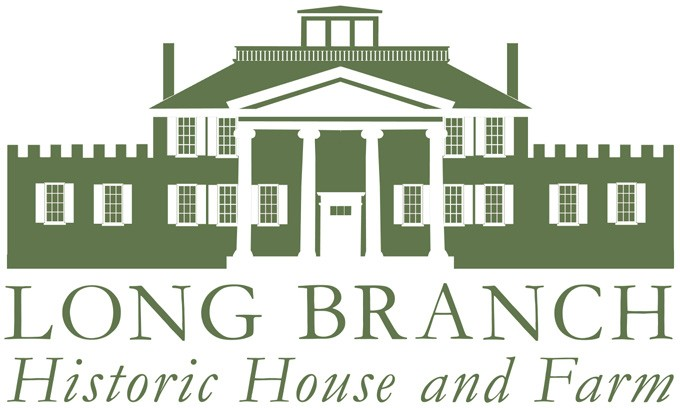 LONG BRANCH
Historic House and Farm